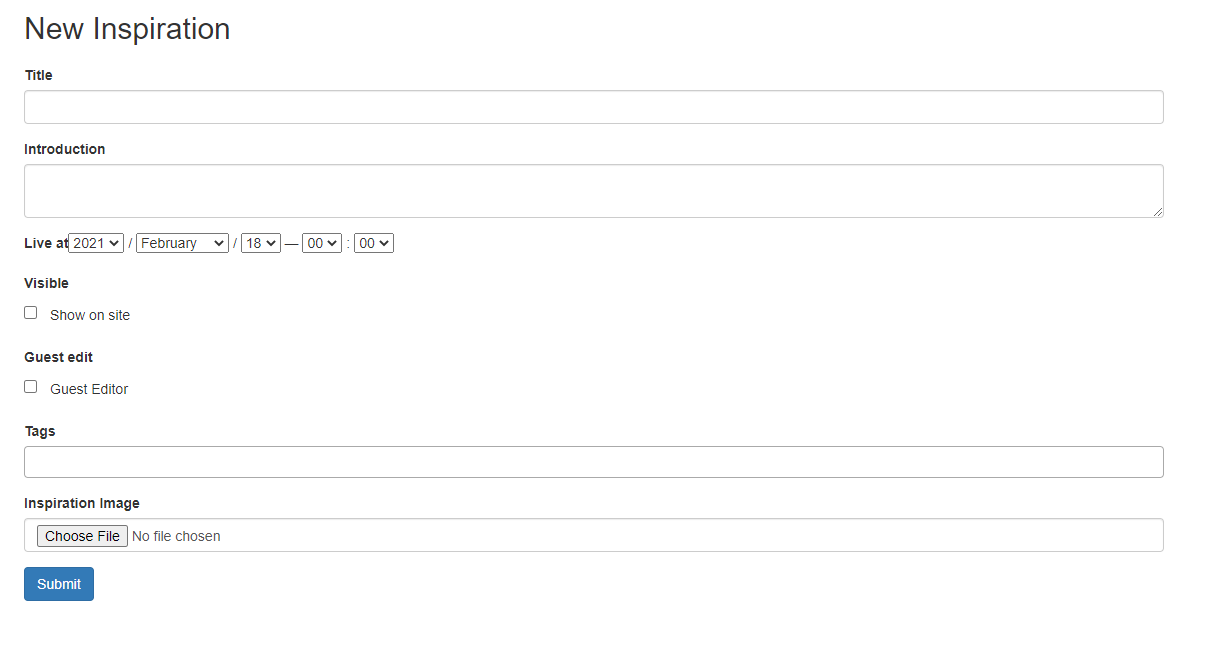 New Inspiration
Title
Introduction
Live at 2021 / February / 18 — 00 : 00
Visible
Show on site
Guest edit
Guest Editor
Tags
Inspiration Image
Choose File No file chosen
Submit